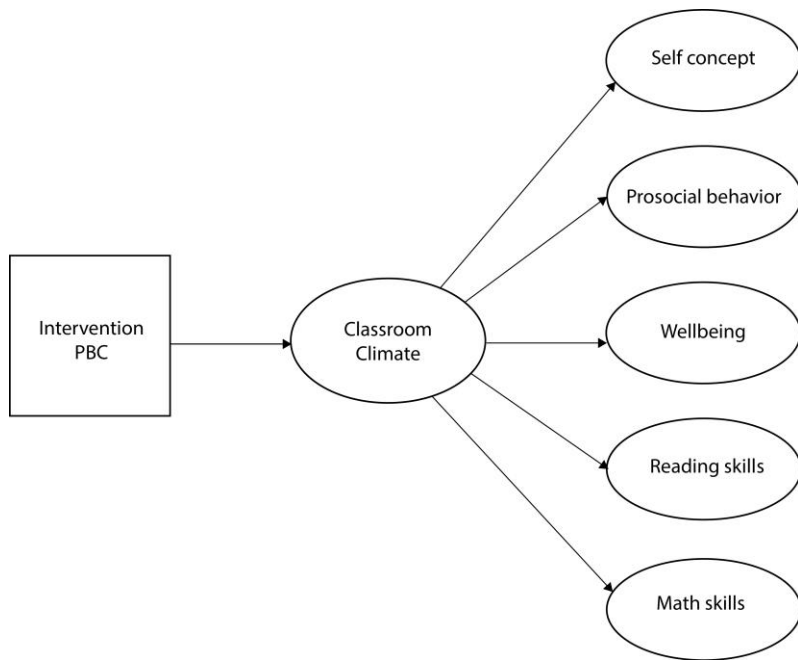 Self concept
Prosocial behavior
Intervention
PBC
Classroom
Climate
Wellbeing
Reading skills
Math skills